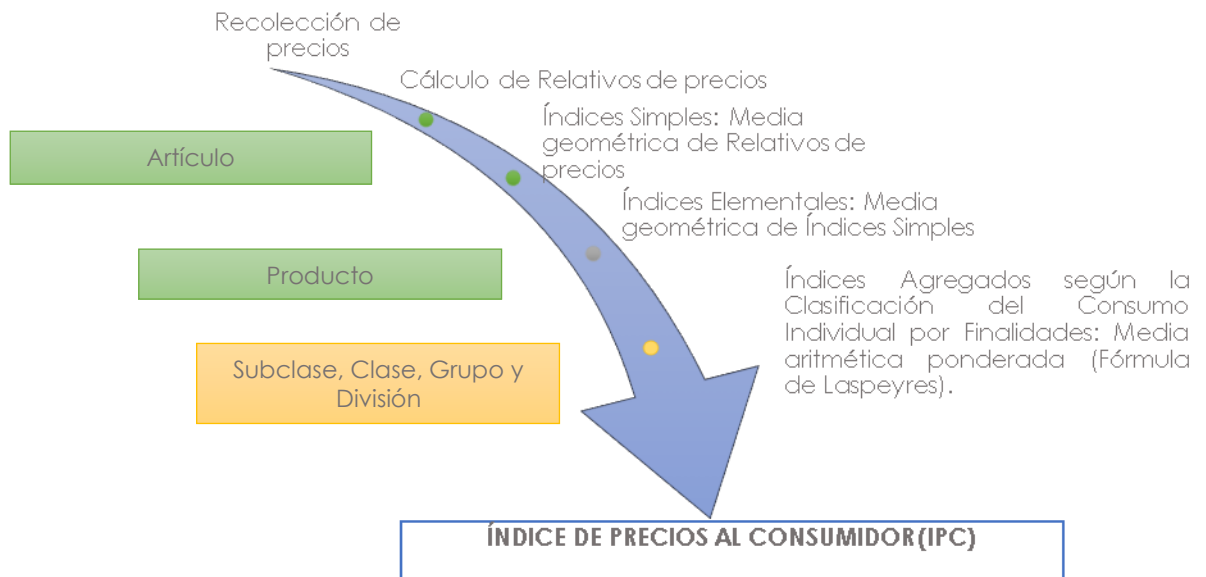 Recolección de
precios
Cálculo de Relativos de precios
Índices Simples: Media
geométrica de Relativos de
precios
Artículo
Índices Elementales: Media
geométrica de Índices Simples
Producto
Índices Agregados según la
Clasificación del Consumo
Individual por Finalidades: Media
aritmética ponderada (Fórmula
de Laspeyres).
Subclase, Clase, Grupo y
División
ÍNDICE DE PRECIOS AL CONSUMIDOR(IPC)